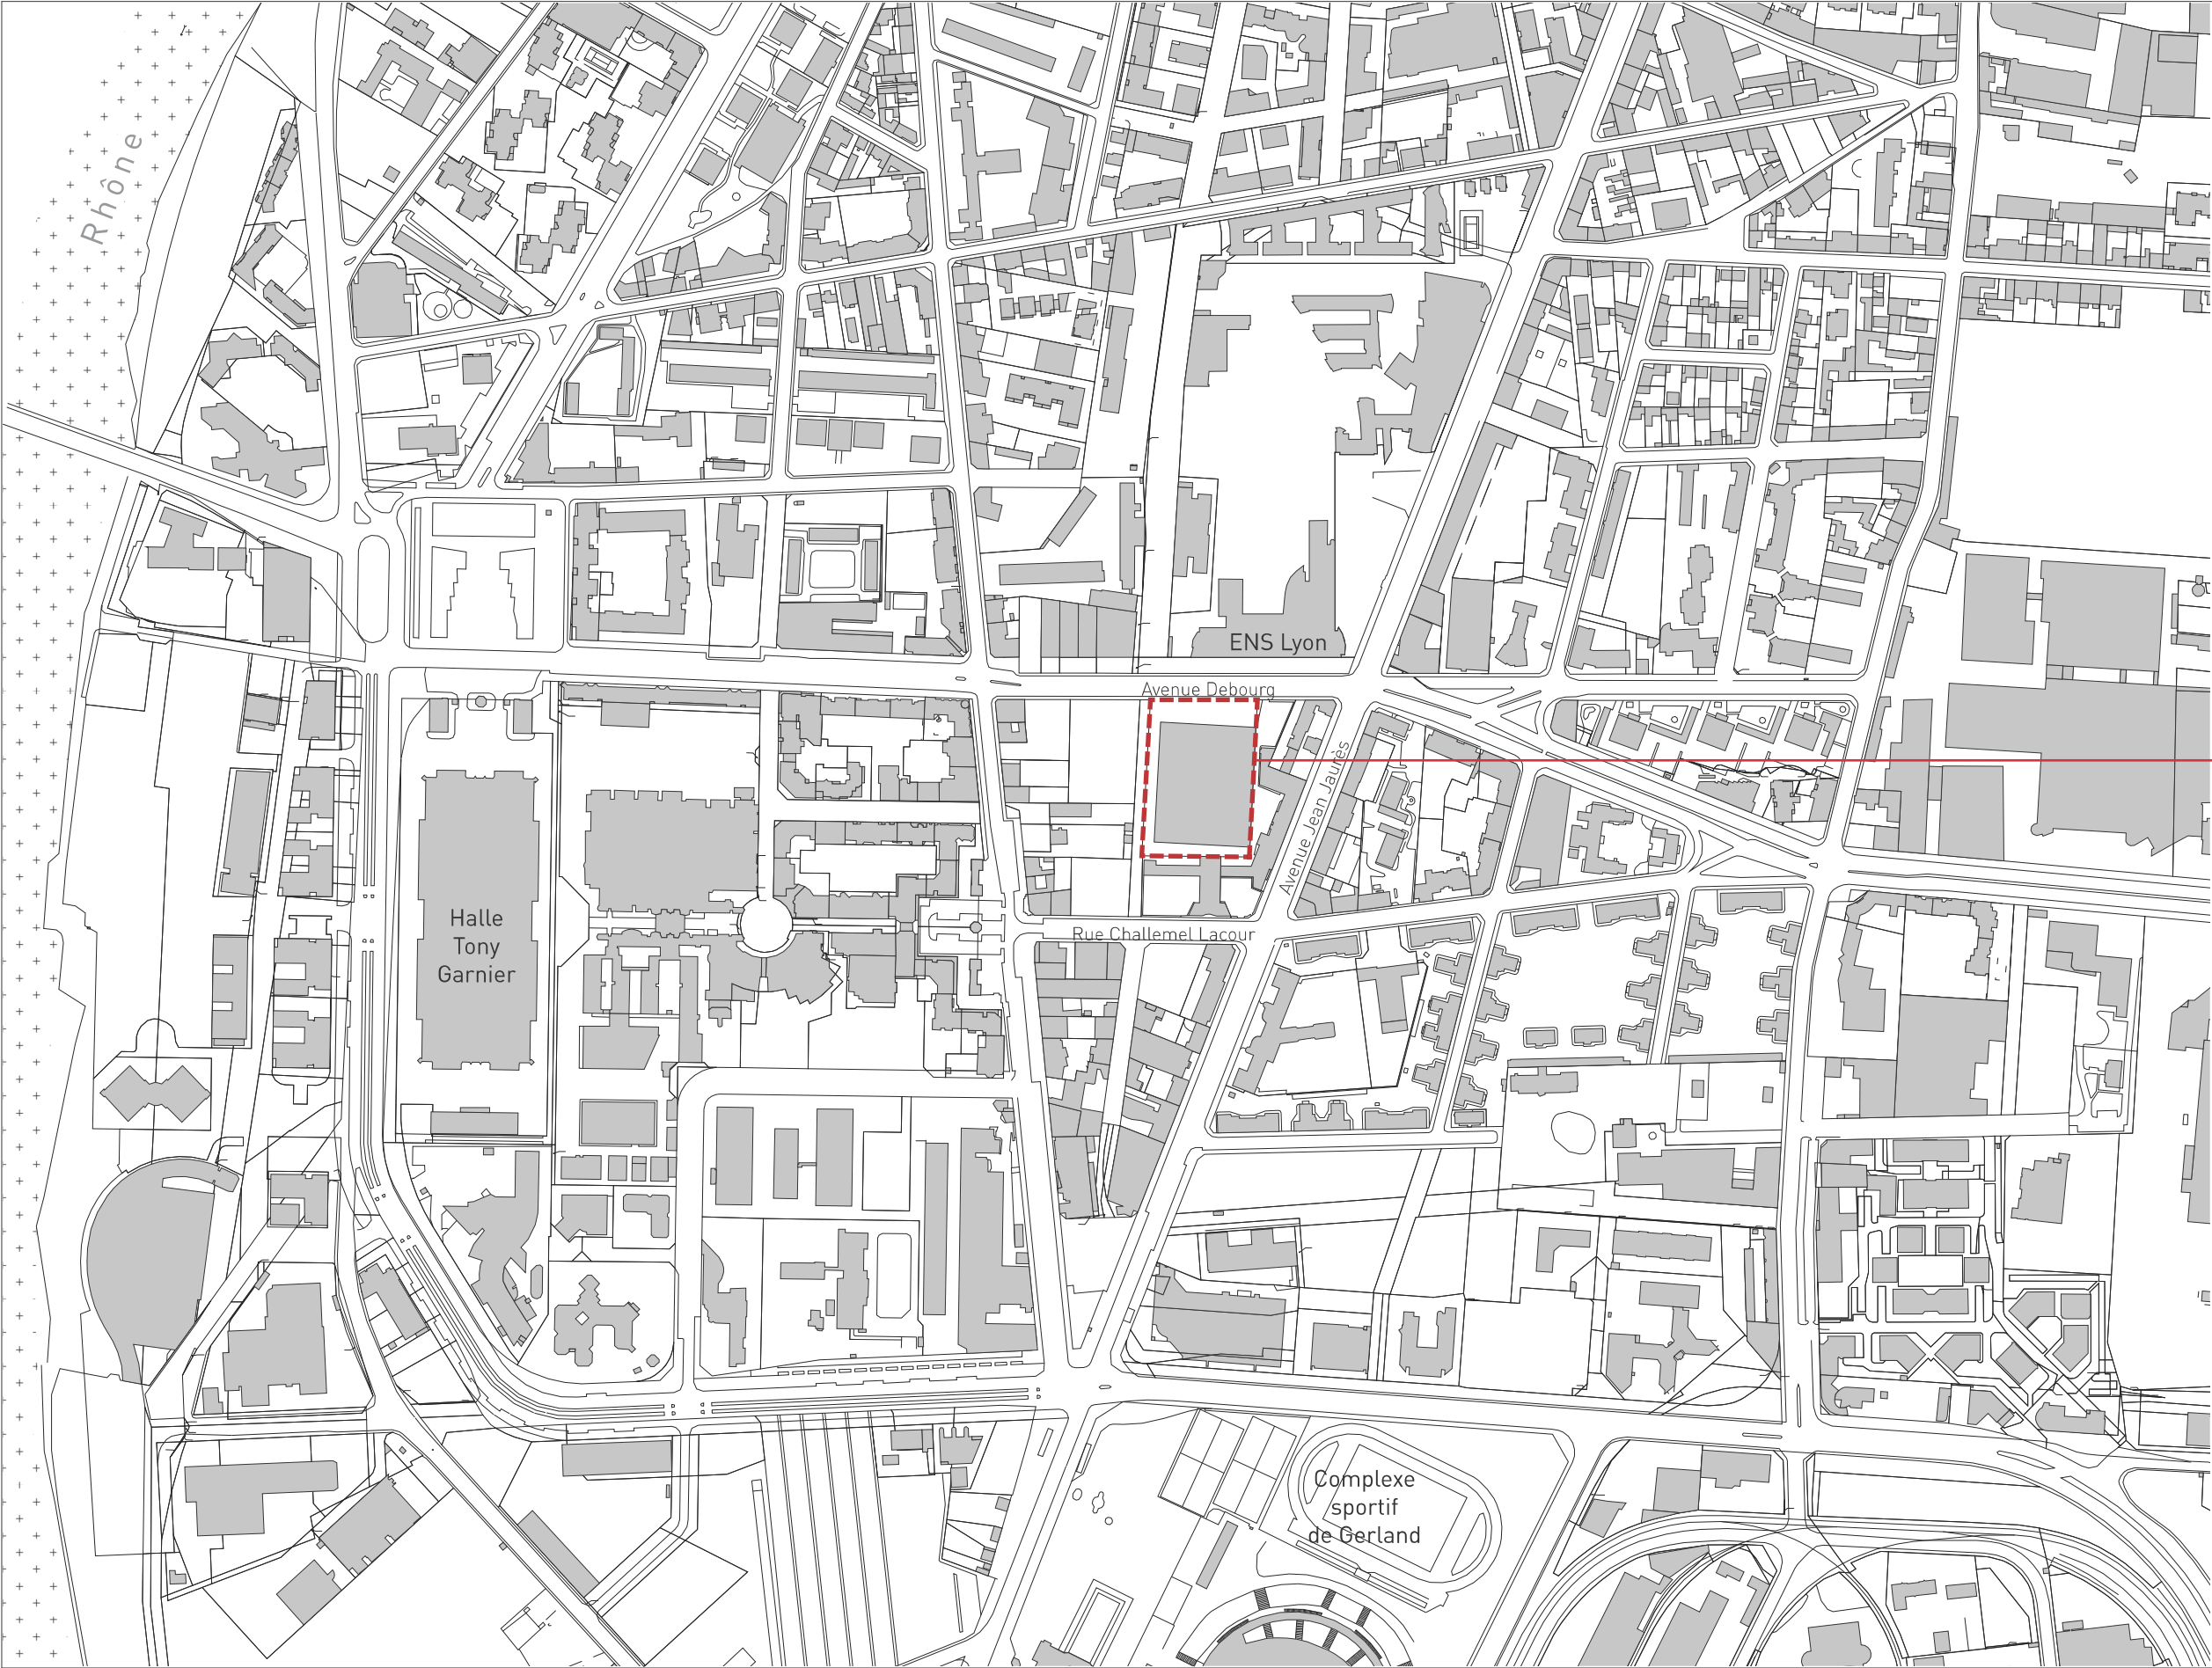 Rhône
ENS Lyon
Avenue Debourg
Avenue Jean Jaurès
Halle
Tony
Garnier
Rue Challemel Lacour
Complexe
sportif
de Gerland